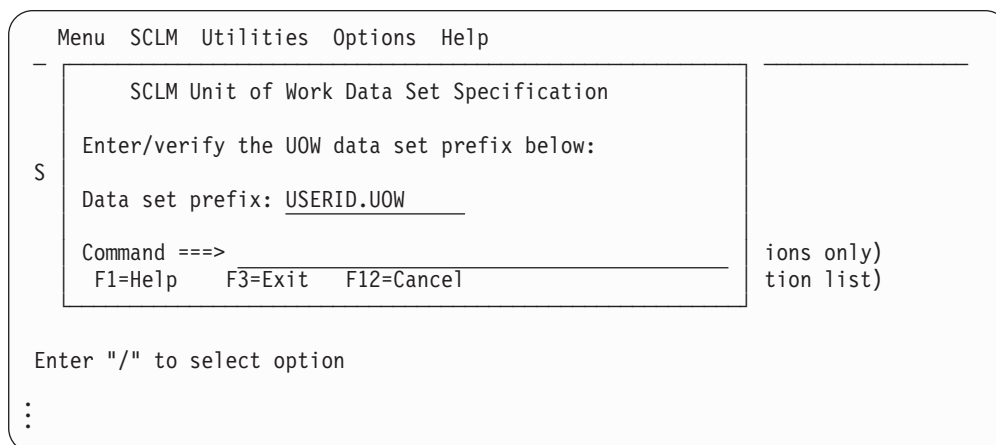 Menu SCLM Utilities Options Help
SCLM Unit of Work Data Set Specification
Enter/verify the UOW data set prefix below:
S
Data set prefix: USERID.UOW
Command ===> ions only)
F1=Help F3=Exit F12=Cancel tion list)
Enter "/" to select option